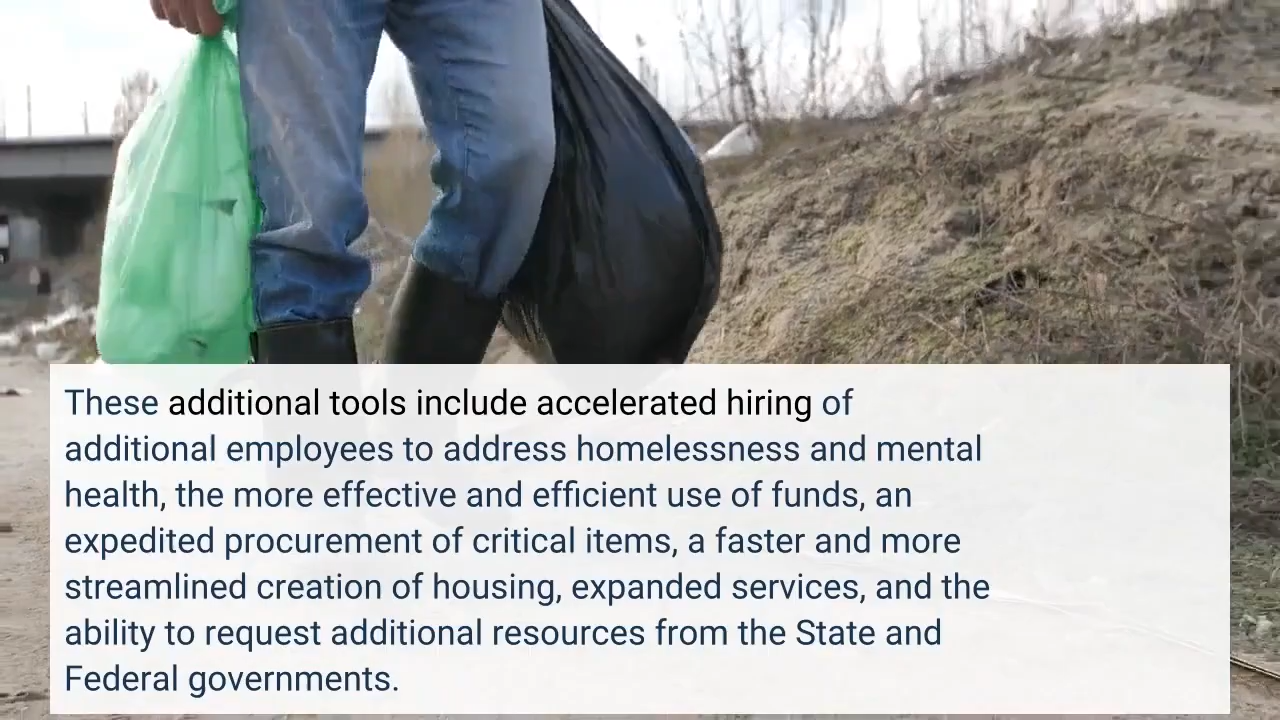 These additional tools include accelerated hiring of
additional employees to address homelessness and mental
health, the more effective and efficient use of funds, an
expedited procurement of critical items, a faster and more
streamlined creation of housing, expanded services, and the
ability to request additional resources from the State and
Federal governments.